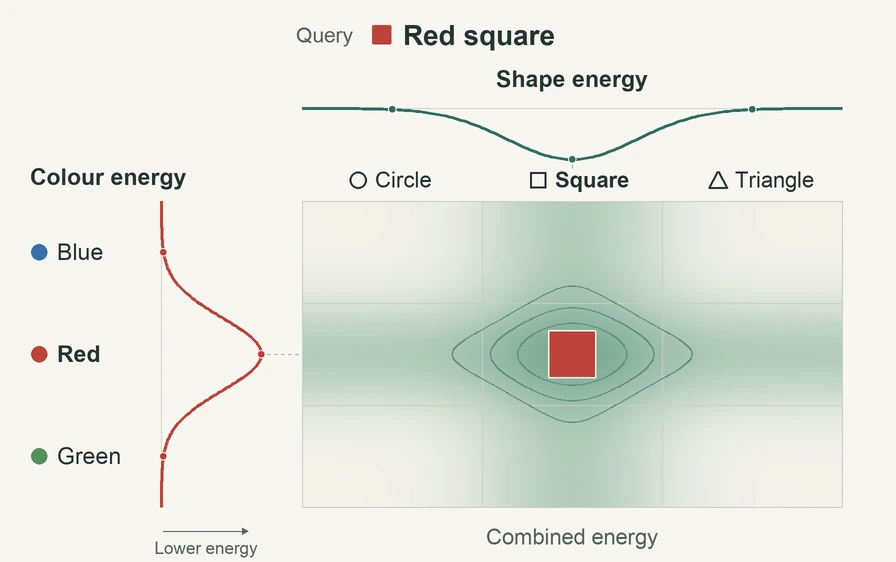 Query Red square
Shape energy
Colour energy
Circle Square Triangle
Blue
Red
Green
Lower energy
Combined energy